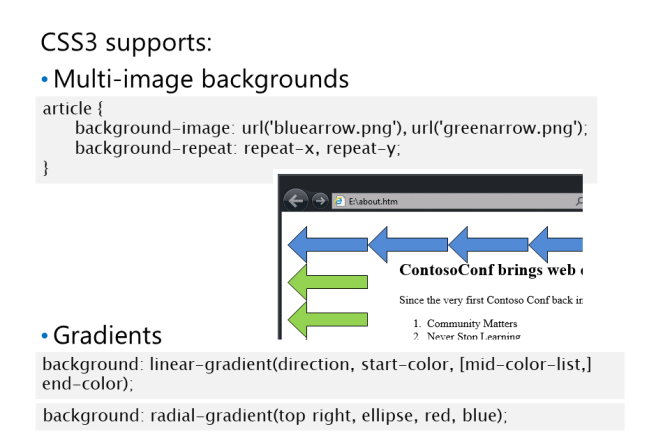 CSS3 supports:
• Multi-image backgrounds
article {
    background-image: url('bluearrow.png'), url('greenarrow.png');
    background-repeat: repeat-x, repeat-y;
}
E:\about.htm
ContosoConf brings web
Since the very first Contoso Conf back in
1. Community Matters
2. Never Stop Learning
• Gradients
background: linear-gradient(direction, start-color, [mid-color-list,]
end-color);
background: radial-gradient(top right, ellipse, red, blue);